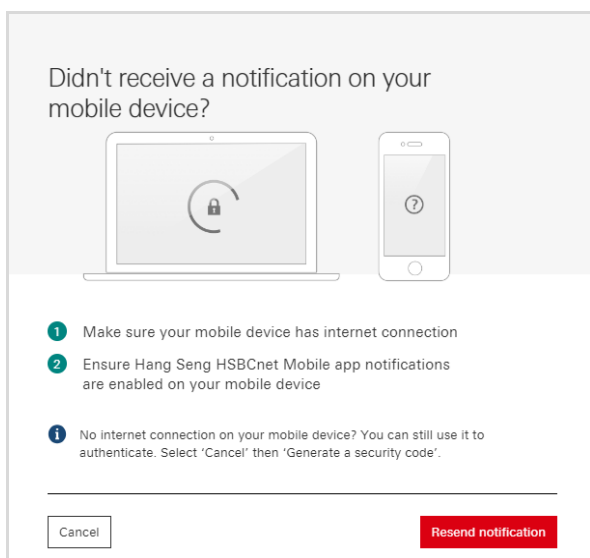 Didn't receive a notification on your
mobile device?
?
1 Make sure your mobile device has internet connection
2 Ensure Hang Seng HSBCnet Mobile app notifications
are enabled on your mobile device
i No internet connection on your mobile device? You can still use it to
authenticate. Select ‘Cancel’ then ‘Generate a security code’.
Cancel Resend notification